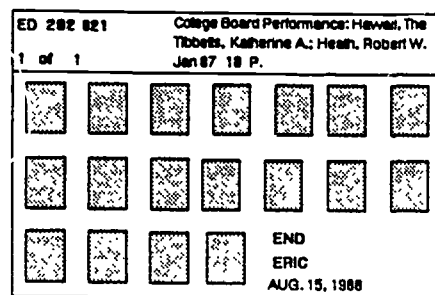 ED 282 821
College Board Performance: Hawaii, The
Tibbetts, Katherine A.; Heath, Robert W.
1 of 1
Jan 87 18 P.
END
ERIC
AUG. 15, 1988